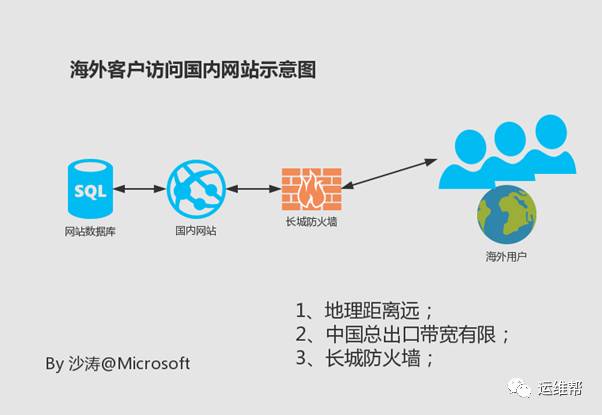 海外客户访问国内网站示意图
SQL
网站数据库
国内网站
长城防火墙
海外用户
1、地理距离远；
2、中国总出口带宽有限；
3、长城防火墙；
By 沙涛@Microsoft
运维帮